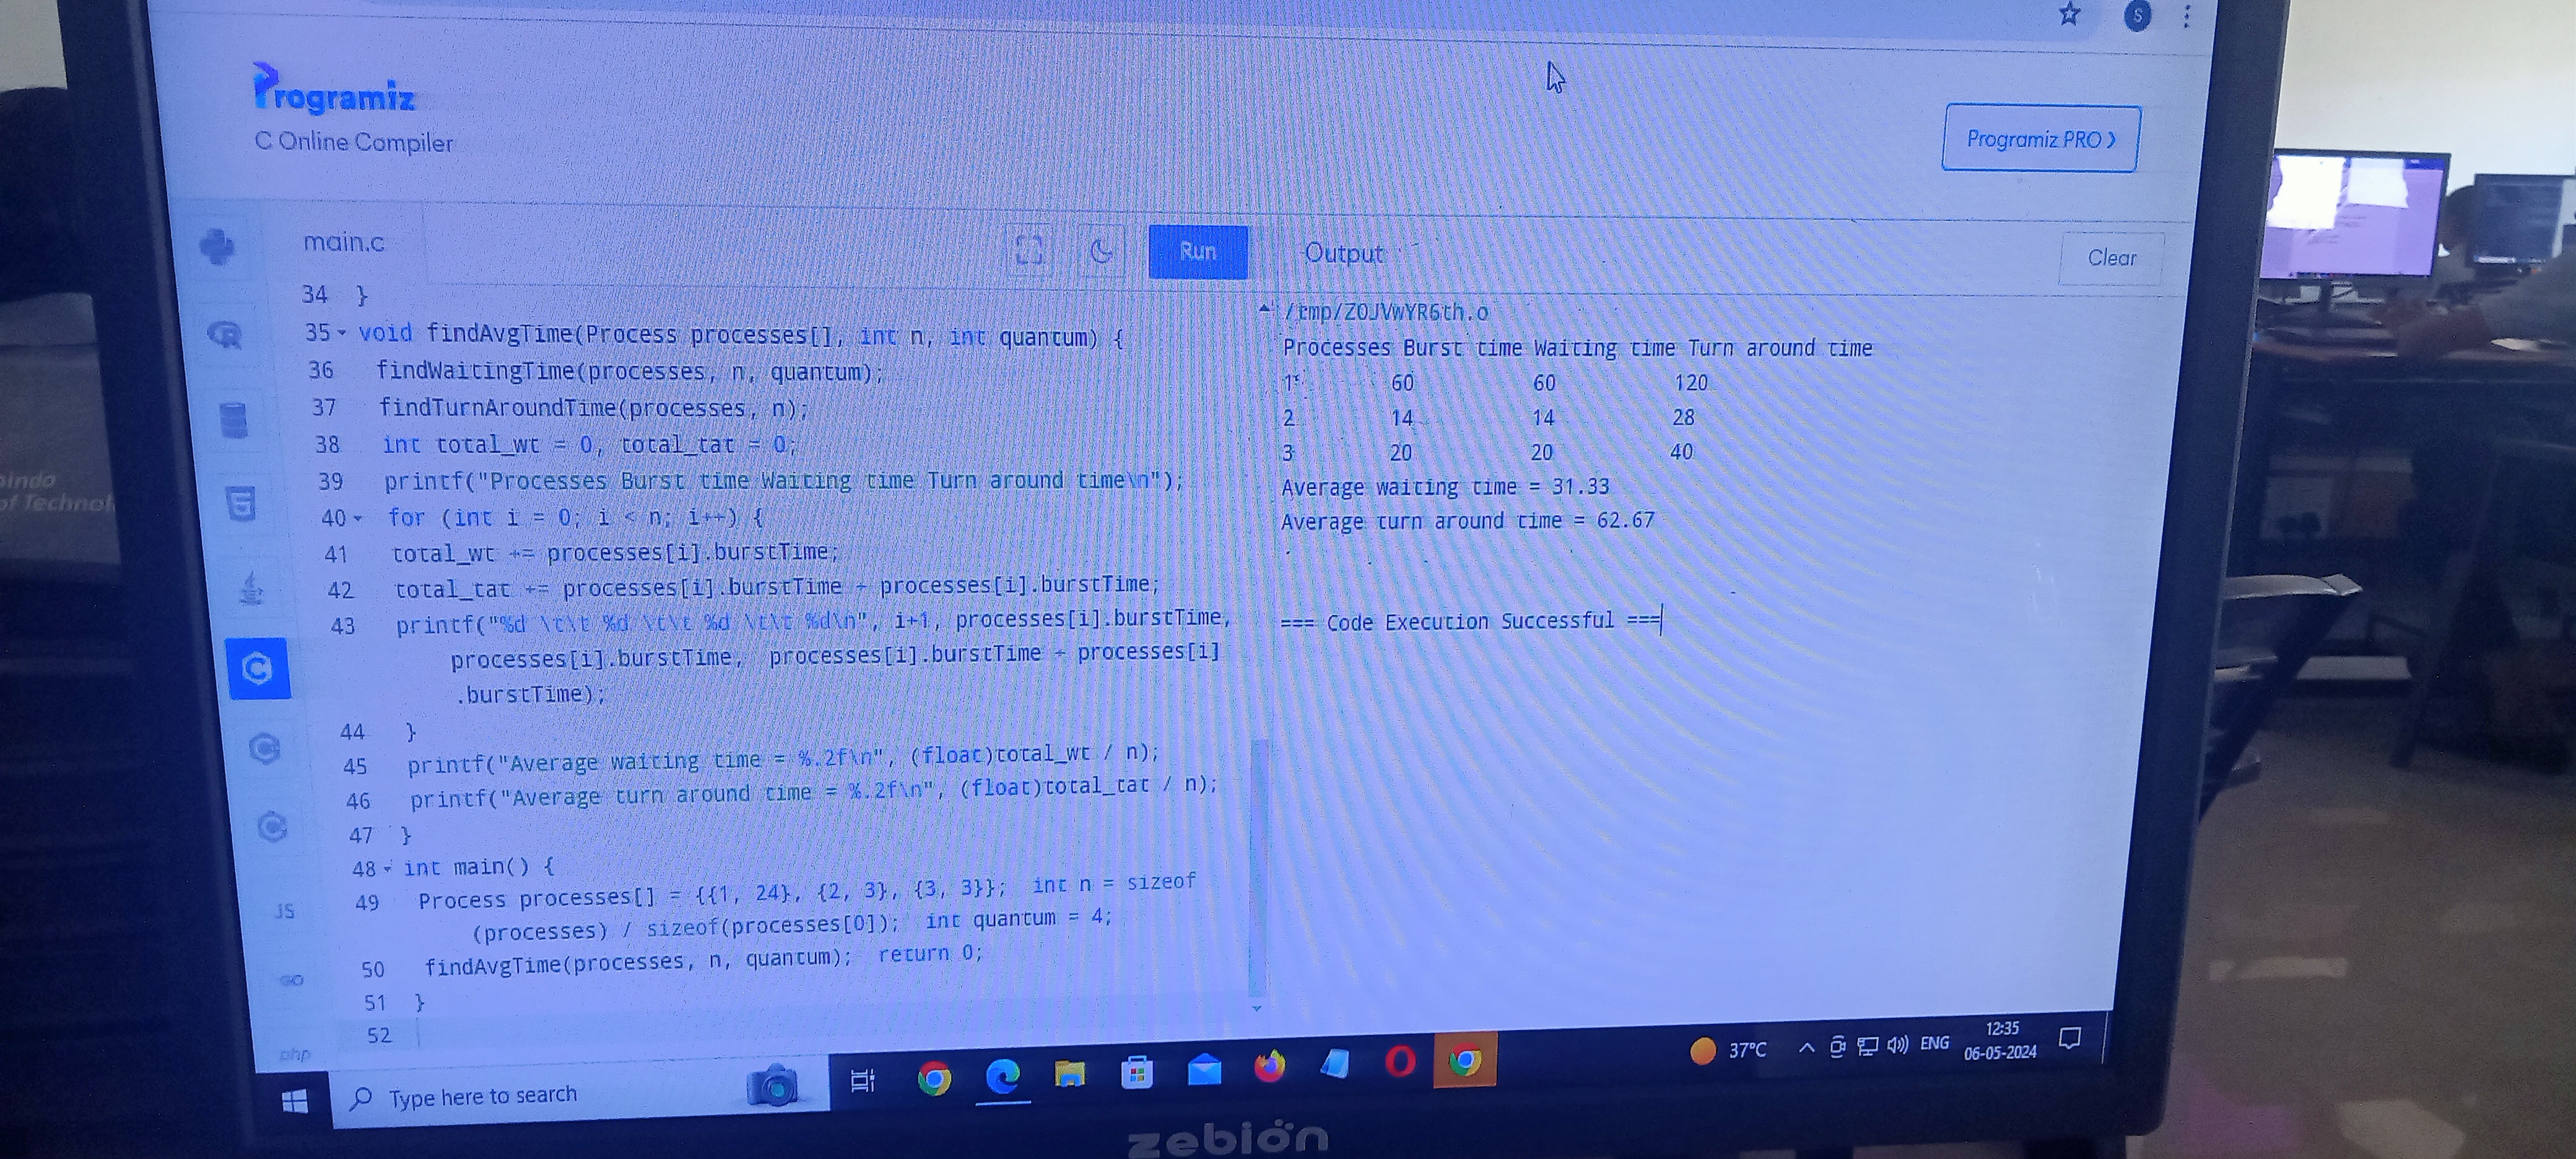 of Technol
Programiz
C Online Compiler
Programiz PRO >
main.c
Run
Output
Clear
34 }
35 void findAvgTime(Process processes[], int n, int quantum) {
36 findWaitingTime(processes, n, quantum);
37 findTurnAroundTime(processes, n);
38 int total_wt = 0, total_tat = 0;
39 printf("Processes Burst time Waiting time Turn around time\n");
40 for (int i = 0; i < n; i++) {
41 total_wt += processes[i].burstTime;
42 total_tat += processes[i].burstTime + processes[i].burstTime;
43 printf("%d \t\t %d \t\t %d \t\t %d\n", i+1, processes[i].burstTime,
processes[i].burstTime, processes[i].burstTime + processes[i]
.burstTime);
44 }
45 printf("Average waiting time = %.2f\n", (float)total_wt / n);
46 printf("Average turn around time = %.2f\n", (float)total_tat / n);
47 }
48 int main() {
49 Process processes[] = {{1, 24}, {2, 3}, {3, 3}}; int n = sizeof
(processes) / sizeof(processes[0]); int quantum = 4;
50 findAvgTime(processes, n, quantum); return 0;
51 }
52
/tmp/ZOJVwYR6th.o
Processes Burst time Waiting time Turn around time
1 60 60 120
2 14 14 28
3 20 20 40
Average waiting time = 31.33
Average turn around time = 62.67
=== Code Execution Successful ===
JS
GO
php
Type here to search
37°C
ENG
12:35
06-05-2024
zebion